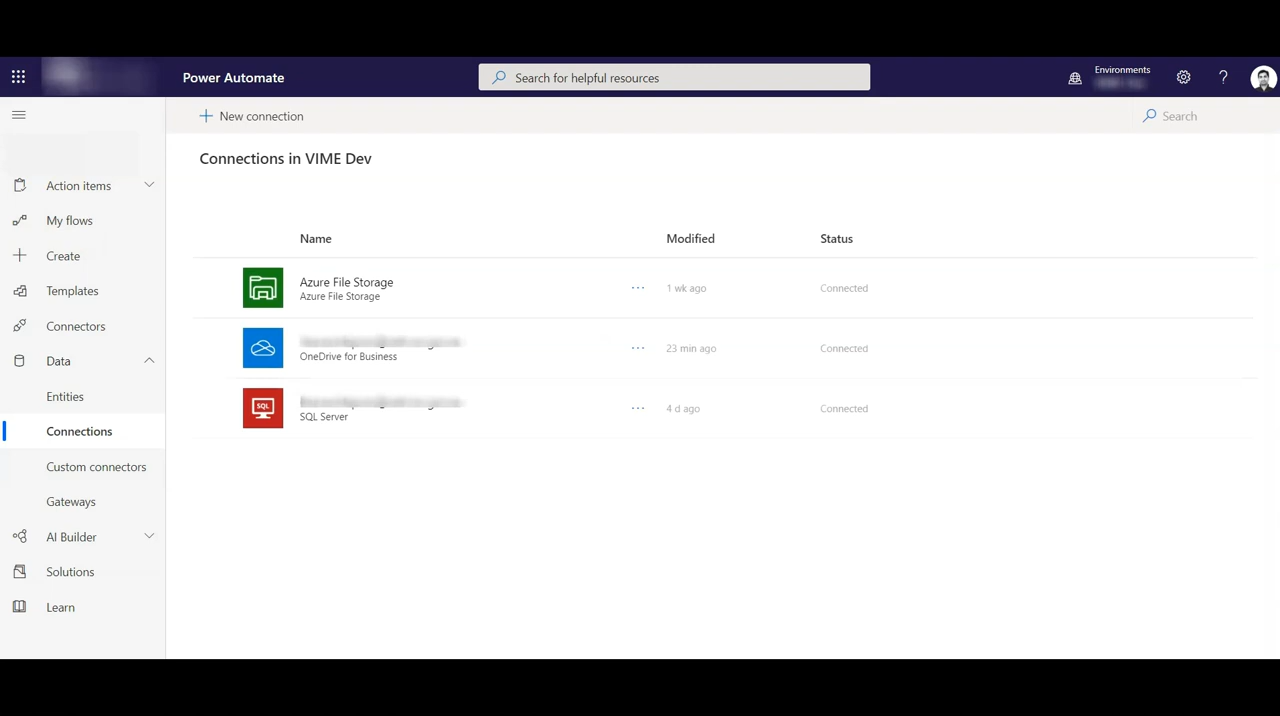 Power Automate
Search for helpful resources
Environments
?
New connection
Search
Connections in VIME Dev
Action items
My flows
Create
Templates
Connectors
Data
Entities
Connections
Custom connectors
Gateways
AI Builder
Solutions
Learn
Name Modified Status
Azure File Storage
Azure File Storage
1 wk ago Connected
OneDrive for Business
23 min ago Connected
SQL
SQL Server
4 d ago Connected